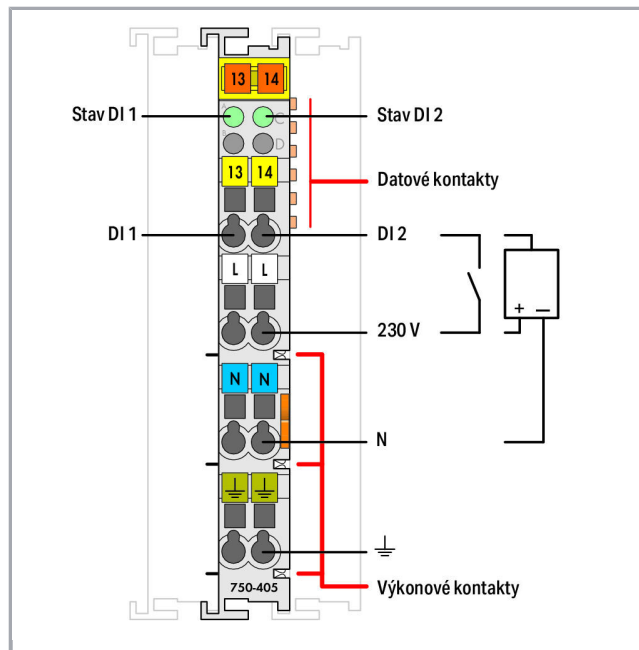 13 14
Stav DI 1
Stav DI 2
A C
B D
13 14
Datové kontakty
DI 1
DI 2
L L
+ –
230 V
N N
N
750-405
Výkonové kontakty